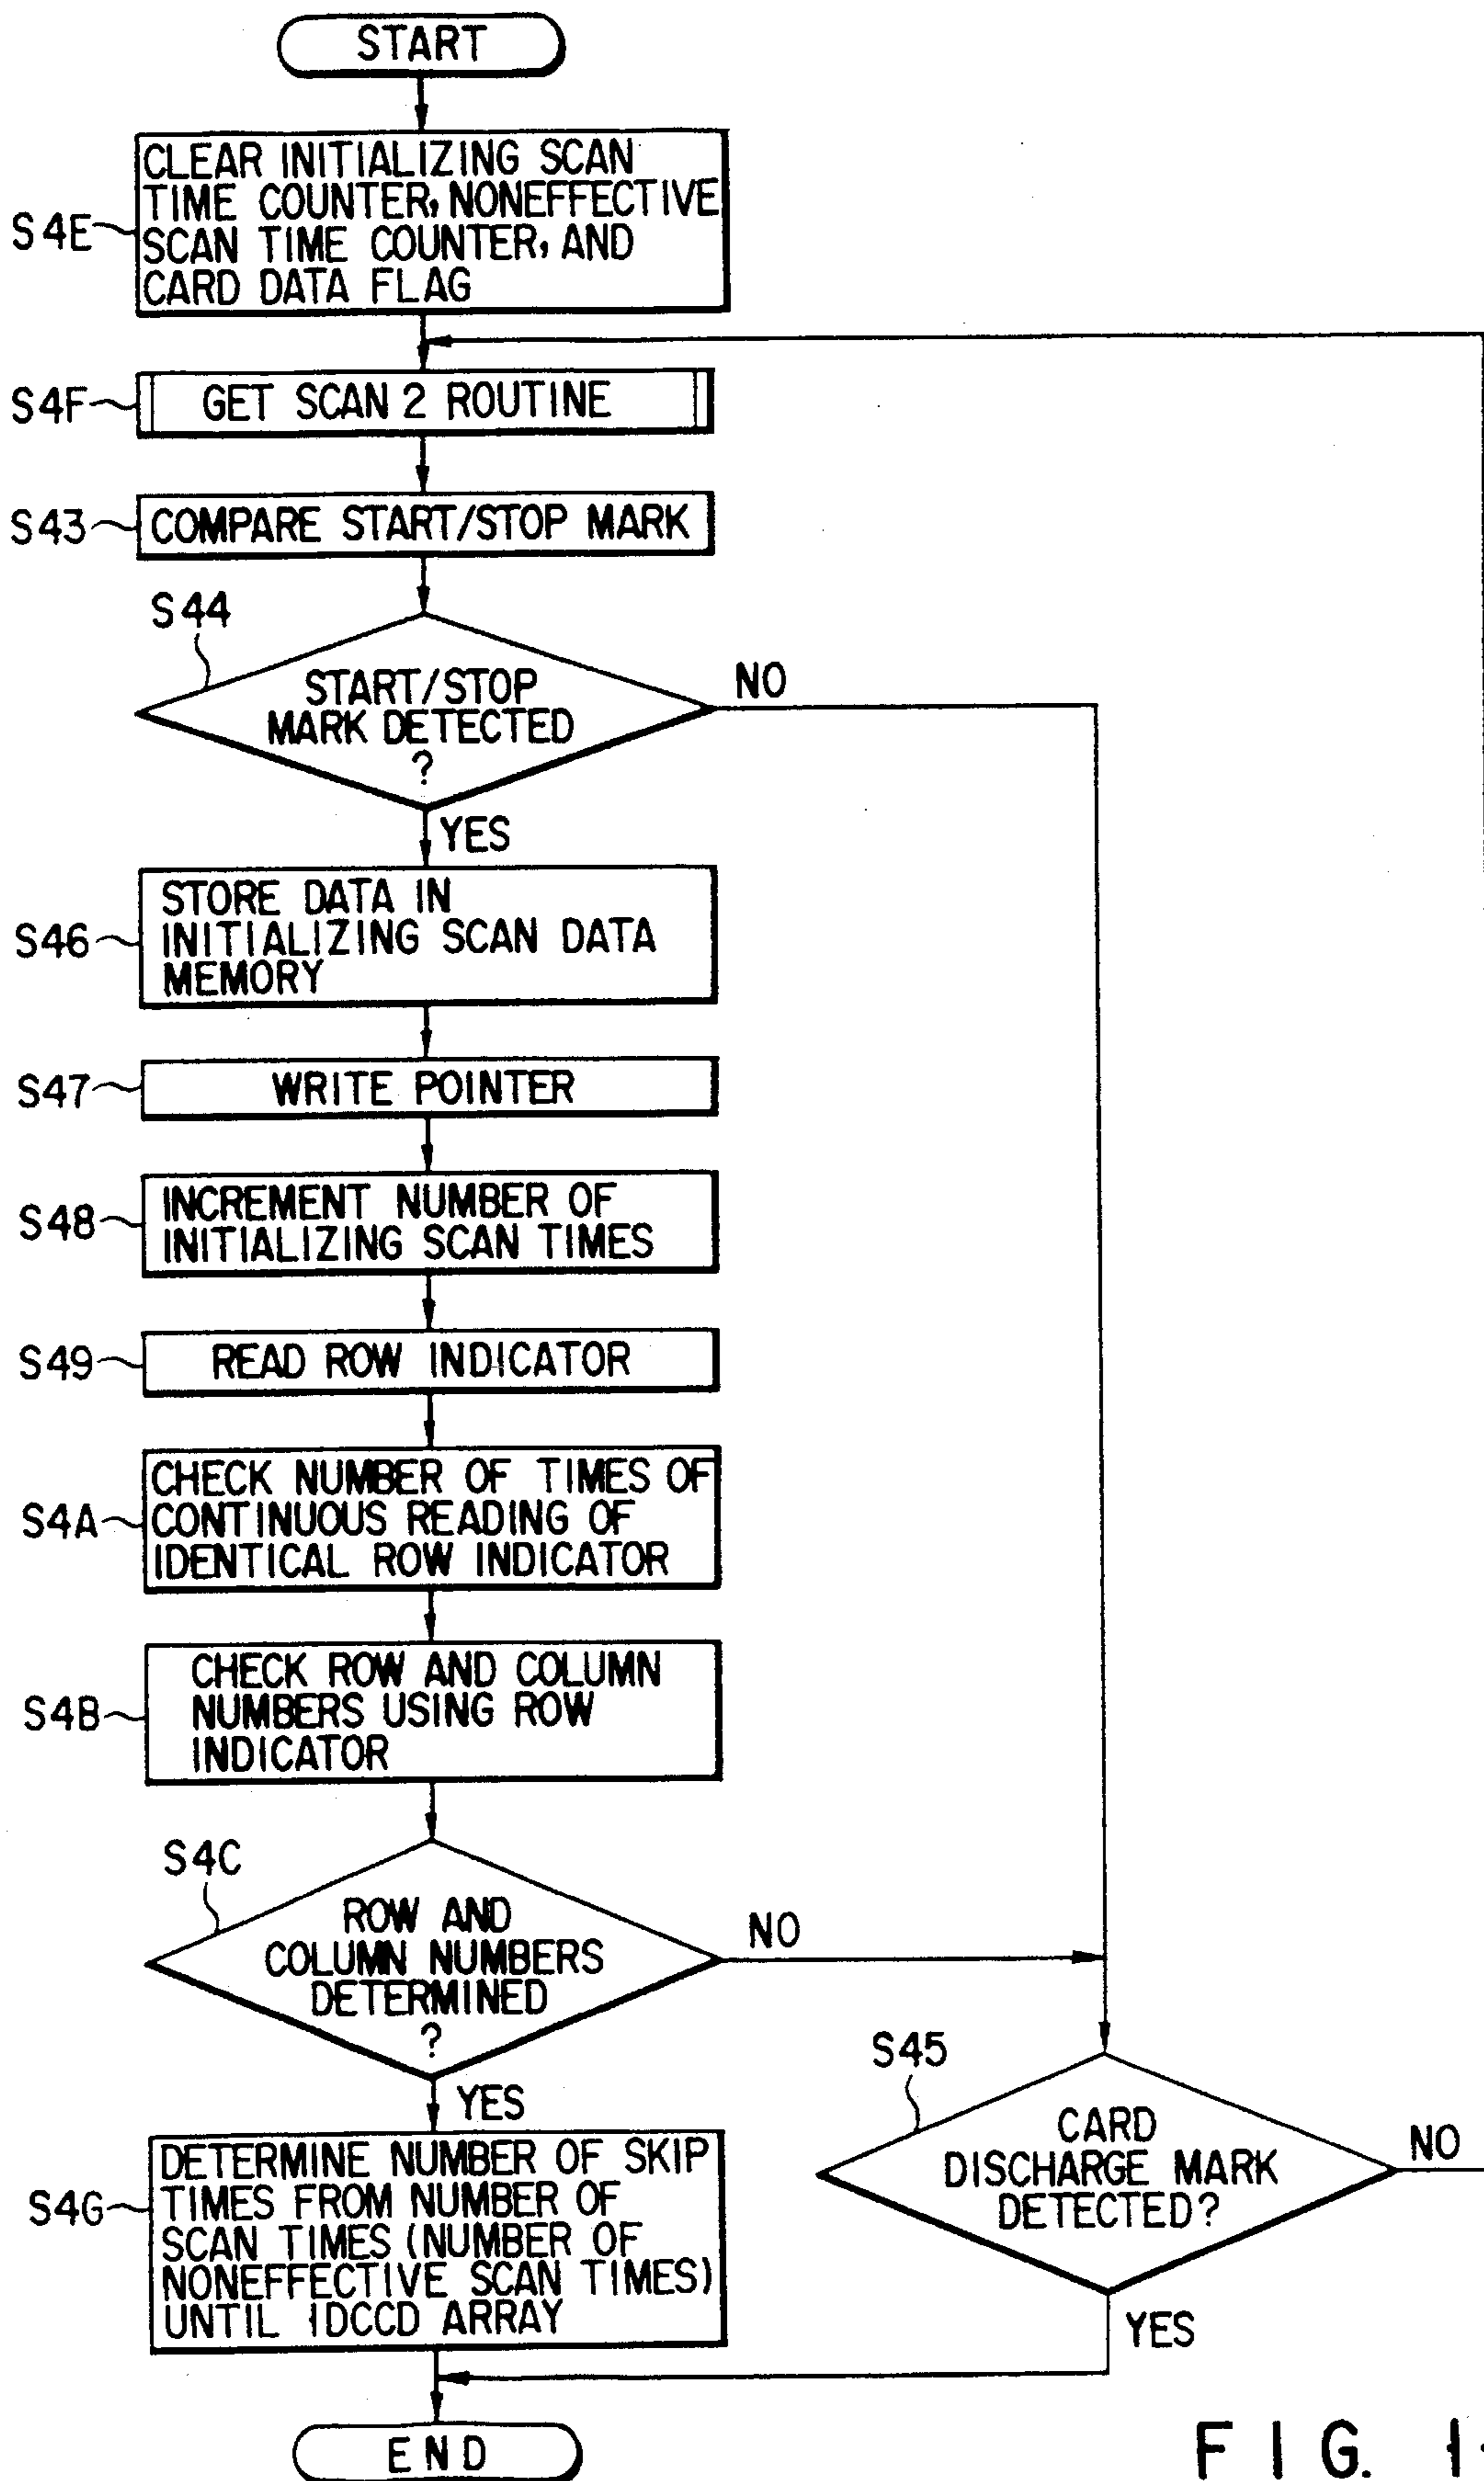 START
CLEAR INITIALIZING SCAN
TIME COUNTER, NONEFFECTIVE
SCAN TIME COUNTER, AND
CARD DATA FLAG
S4E
S4F
GET SCAN 2 ROUTINE
S43
COMPARE START/STOP MARK
S44
START/STOP
MARK DETECTED
?
NO
YES
S46
STORE DATA IN
INITIALIZING SCAN DATA
MEMORY
S47
WRITE POINTER
S48
INCREMENT NUMBER OF
INITIALIZING SCAN TIMES
S49
READ ROW INDICATOR
S4A
CHECK NUMBER OF TIMES OF
CONTINUOUS READING OF
IDENTICAL ROW INDICATOR
S4B
CHECK ROW AND COLUMN
NUMBERS USING ROW
INDICATOR
S4C
ROW AND
COLUMN NUMBERS
DETERMINED
?
NO
YES
S45
CARD
DISCHARGE MARK
DETECTED?
NO
YES
S4G
DETERMINE NUMBER OF SKIP
TIMES FROM NUMBER OF
SCAN TIMES (NUMBER OF
NONEFFECTIVE SCAN TIMES)
UNTIL 1DCCD ARRAY
END
FIG.